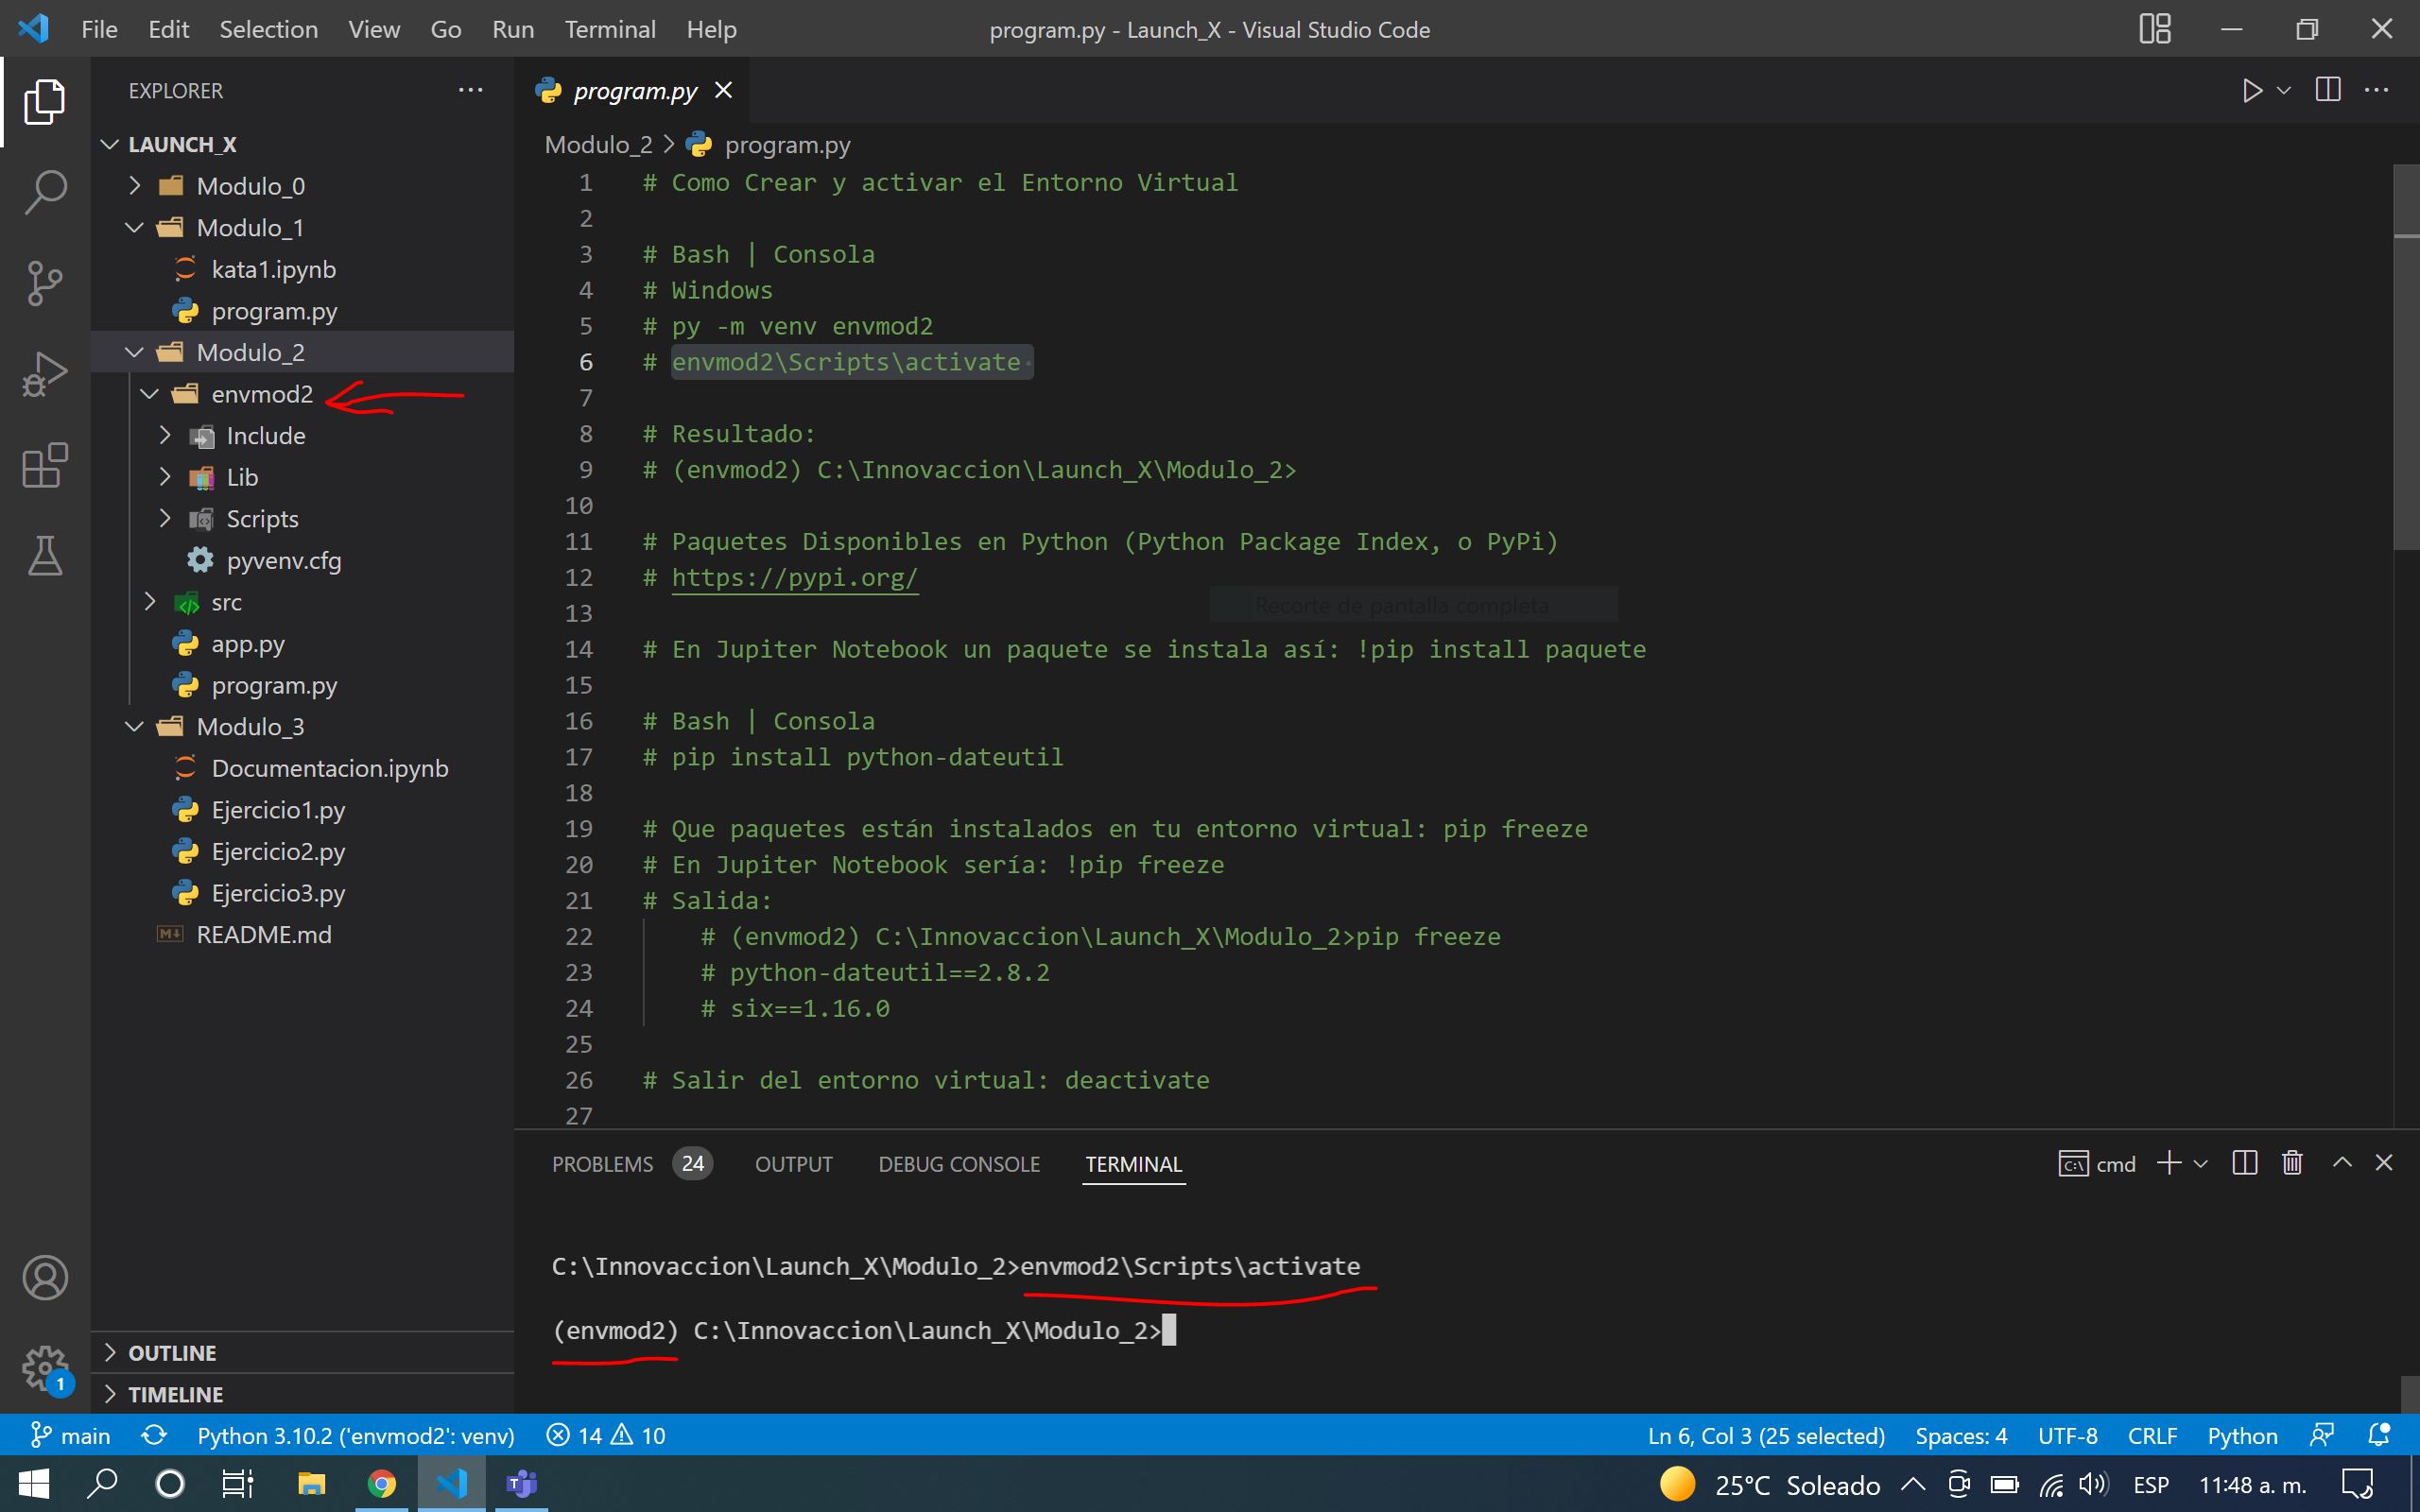 File Edit Selection View Go Run Terminal Help
program.py - Launch_X - Visual Studio Code
EXPLORER
LAUNCH_X
Modulo_0
Modulo_1
kata1.ipynb
program.py
Modulo_2
envmod2
Include
Lib
Scripts
pyvenv.cfg
src
app.py
program.py
Modulo_3
Documentacion.ipynb
Ejercicio1.py
Ejercicio2.py
Ejercicio3.py
README.md
OUTLINE
TIMELINE
program.py
Modulo_2 > program.py
1 # Como Crear y activar el Entorno Virtual
2
3 # Bash | Consola
4 # Windows
5 # py -m venv envmod2
6 # envmod2\Scripts\activate
7
8 # Resultado:
9 # (envmod2) C:\Innovaccion\Launch_X\Modulo_2>
10
11 # Paquetes Disponibles en Python (Python Package Index, o PyPi)
12 # https://pypi.org/
Recorte de pantalla completa
13
14 # En Jupiter Notebook un paquete se instala así: !pip install paquete
15
16 # Bash | Consola
17 # pip install python-dateutil
18
19 # Que paquetes están instalados en tu entorno virtual: pip freeze
20 # En Jupiter Notebook sería: !pip freeze
21 # Salida:
22 # (envmod2) C:\Innovaccion\Launch_X\Modulo_2>pip freeze
23 # python-dateutil==2.8.2
24 # six==1.16.0
25
26 # Salir del entorno virtual: deactivate
27
PROBLEMS 24 OUTPUT DEBUG CONSOLE TERMINAL
cmd
C:\Innovaccion\Launch_X\Modulo_2>envmod2\Scripts\activate
(envmod2) C:\Innovaccion\Launch_X\Modulo_2>
1
main Python 3.10.2 ('envmod2': venv) 14 10
Ln 6, Col 3 (25 selected) Spaces: 4 UTF-8 CRLF Python
25°C Soleado ESP 11:48 a. m.